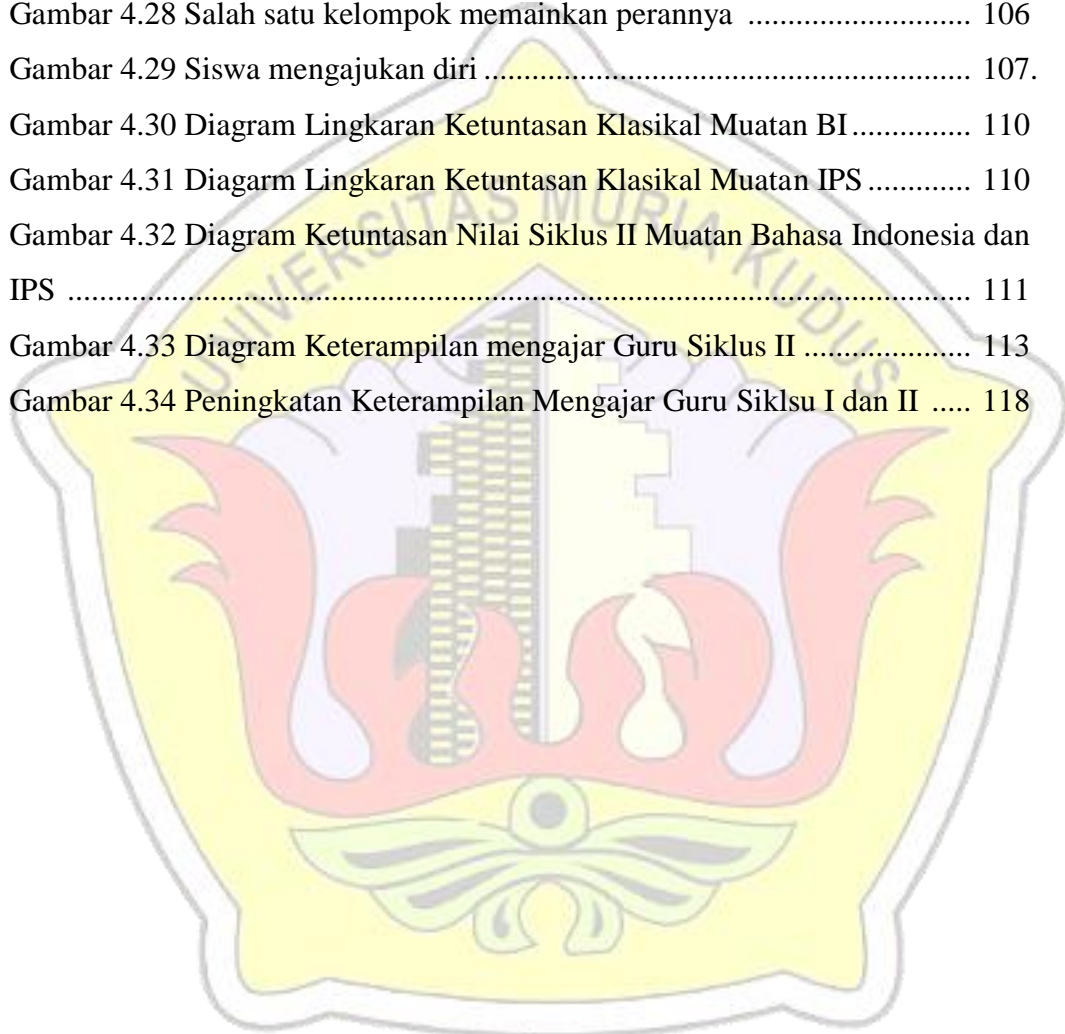 Gambar 4.28 Salah satu kelompok memainkan perannya ............................ 106
Gambar 4.29 Siswa mengajukan diri ............................................................. 107.
Gambar 4.30 Diagram Lingkaran Ketuntasan Klasikal Muatan BI ............... 110
Gambar 4.31 Diagarm Lingkaran Ketuntasan Klasikal Muatan IPS ............. 110
Gambar 4.32 Diagram Ketuntasan Nilai Siklus II Muatan Bahasa Indonesia dan
IPS .................................................................................................................. 111
Gambar 4.33 Diagram Keterampilan mengajar Guru Siklus II ..................... 113
Gambar 4.34 Peningkatan Keterampilan Mengajar Guru Siklsu I dan II ..... 118
UNIVERSITAS MURIA KUDUS